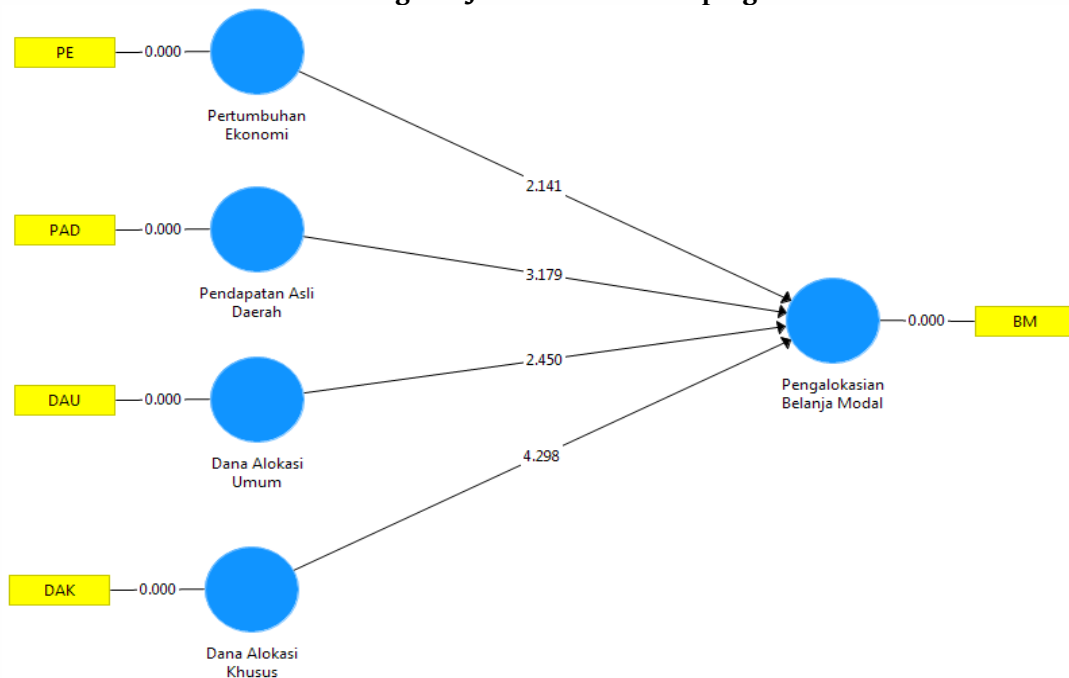 PE
0.000
Pertumbuhan
Ekonomi
2.141
PAD
0.000
Pendapatan Asli
Daerah
3.179
DAU
0.000
Dana Alokasi
Umum
2.450
DAK
0.000
Dana Alokasi
Khusus
4.298
Pengalokasian
Belanja Modal
0.000
BM